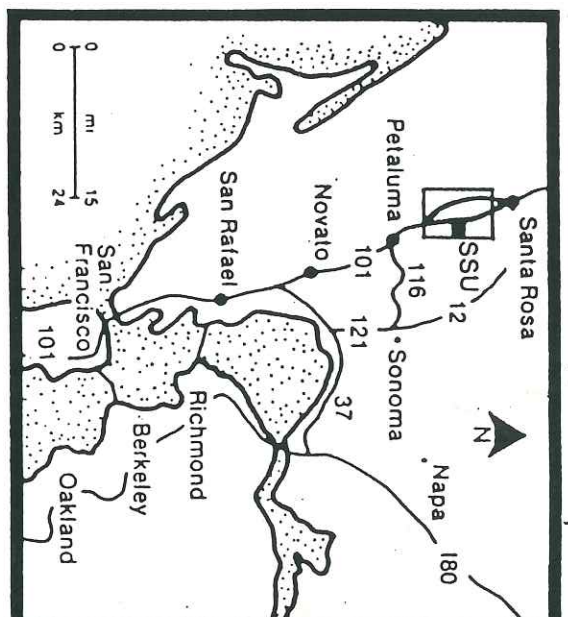 Santa Rosa
SSU
12
116
Petaluma
Sonoma
N
Napa
I80
Novato
101
121
37
San Rafael
Richmond
Berkeley
Oakland
San
Francisco
101
0 mi 15
0 km 24